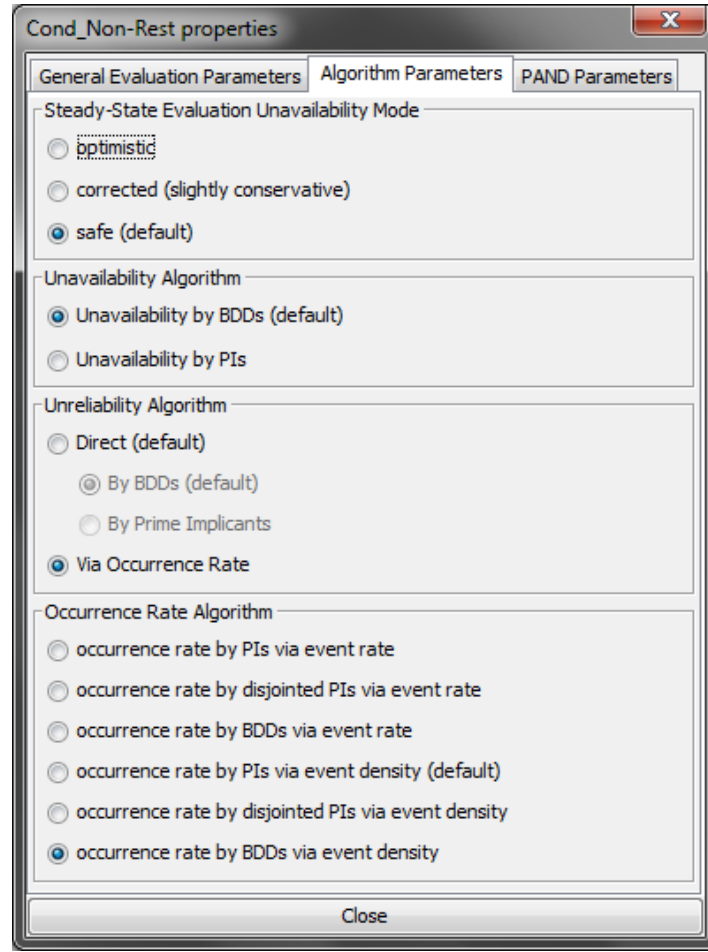 Cond_Non-Rest properties
General Evaluation Parameters Algorithm Parameters PAND Parameters
Steady-State Evaluation Unavailability Mode
optimistic
corrected (slightly conservative)
safe (default)
Unavailability Algorithm
Unavailability by BDDs (default)
Unavailability by PIs
Unreliability Algorithm
Direct (default)
By BDDs (default)
By Prime Implicants
Via Occurrence Rate
Occurrence Rate Algorithm
occurrence rate by PIs via event rate
occurrence rate by disjointed PIs via event rate
occurrence rate by BDDs via event rate
occurrence rate by PIs via event density (default)
occurrence rate by disjointed PIs via event density
occurrence rate by BDDs via event density
Close